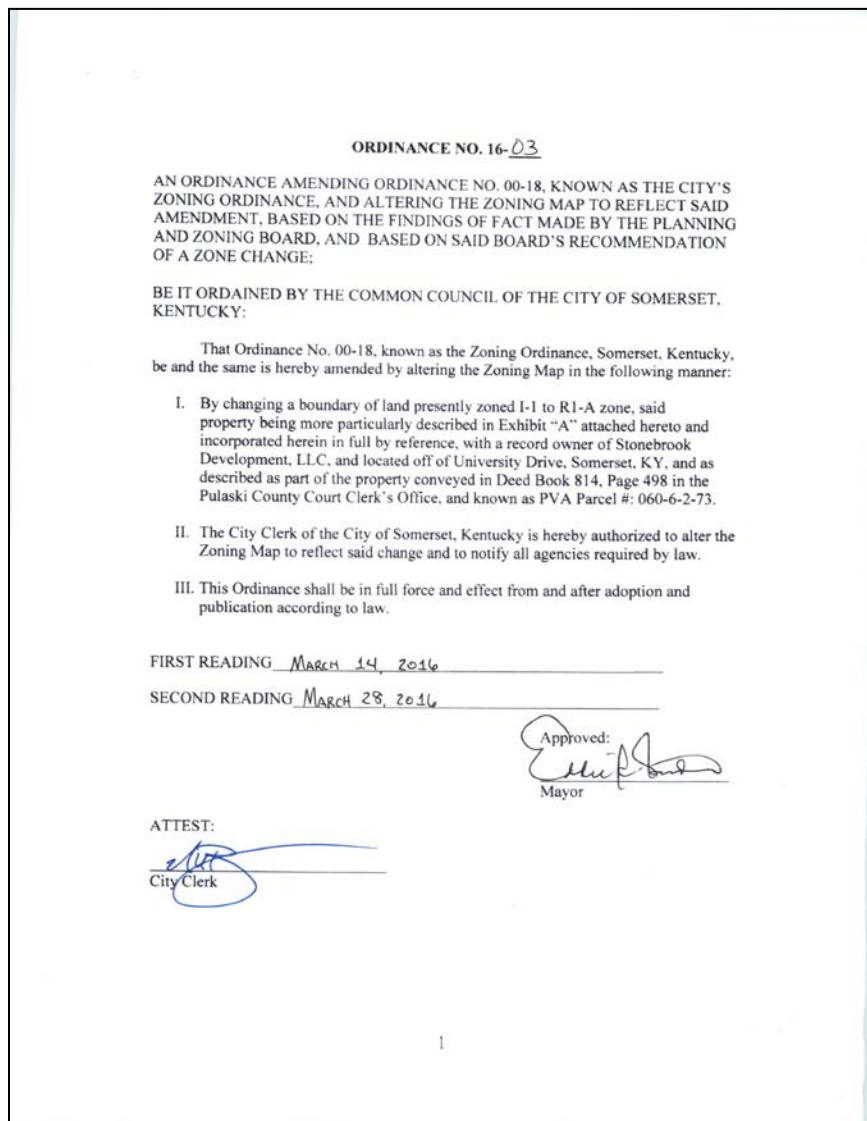 ORDINANCE NO. 16-03
AN ORDINANCE AMENDING ORDINANCE NO. 00-18, KNOWN AS THE CITY'S
ZONING ORDINANCE, AND ALTERING THE ZONING MAP TO REFLECT SAID
AMENDMENT, BASED ON THE FINDINGS OF FACT MADE BY THE PLANNING
AND ZONING BOARD, AND BASED ON SAID BOARD'S RECOMMENDATION
OF A ZONE CHANGE;
BE IT ORDAINED BY THE COMMON COUNCIL OF THE CITY OF SOMERSET,
KENTUCKY:
That Ordinance No. 00-18, known as the Zoning Ordinance, Somerset, Kentucky,
be and the same is hereby amended by altering the Zoning Map in the following manner:
I. By changing a boundary of land presently zoned I-1 to R1-A zone, said
property being more particularly described in Exhibit "A" attached hereto and
incorporated herein in full by reference, with a record owner of Stonebrook
Development, LLC, and located off of University Drive, Somerset, KY, and as
described as part of the property conveyed in Deed Book 814, Page 498 in the
Pulaski County Court Clerk's Office, and known as PVA Parcel #: 060-6-2-73.
II. The City Clerk of the City of Somerset, Kentucky is hereby authorized to alter the
Zoning Map to reflect said change and to notify all agencies required by law.
III. This Ordinance shall be in full force and effect from and after adoption and
publication according to law.
FIRST READING MARCH 14, 2016
SECOND READING MARCH 28, 2016
Approved:
Mayor
ATTEST:
City Clerk
1